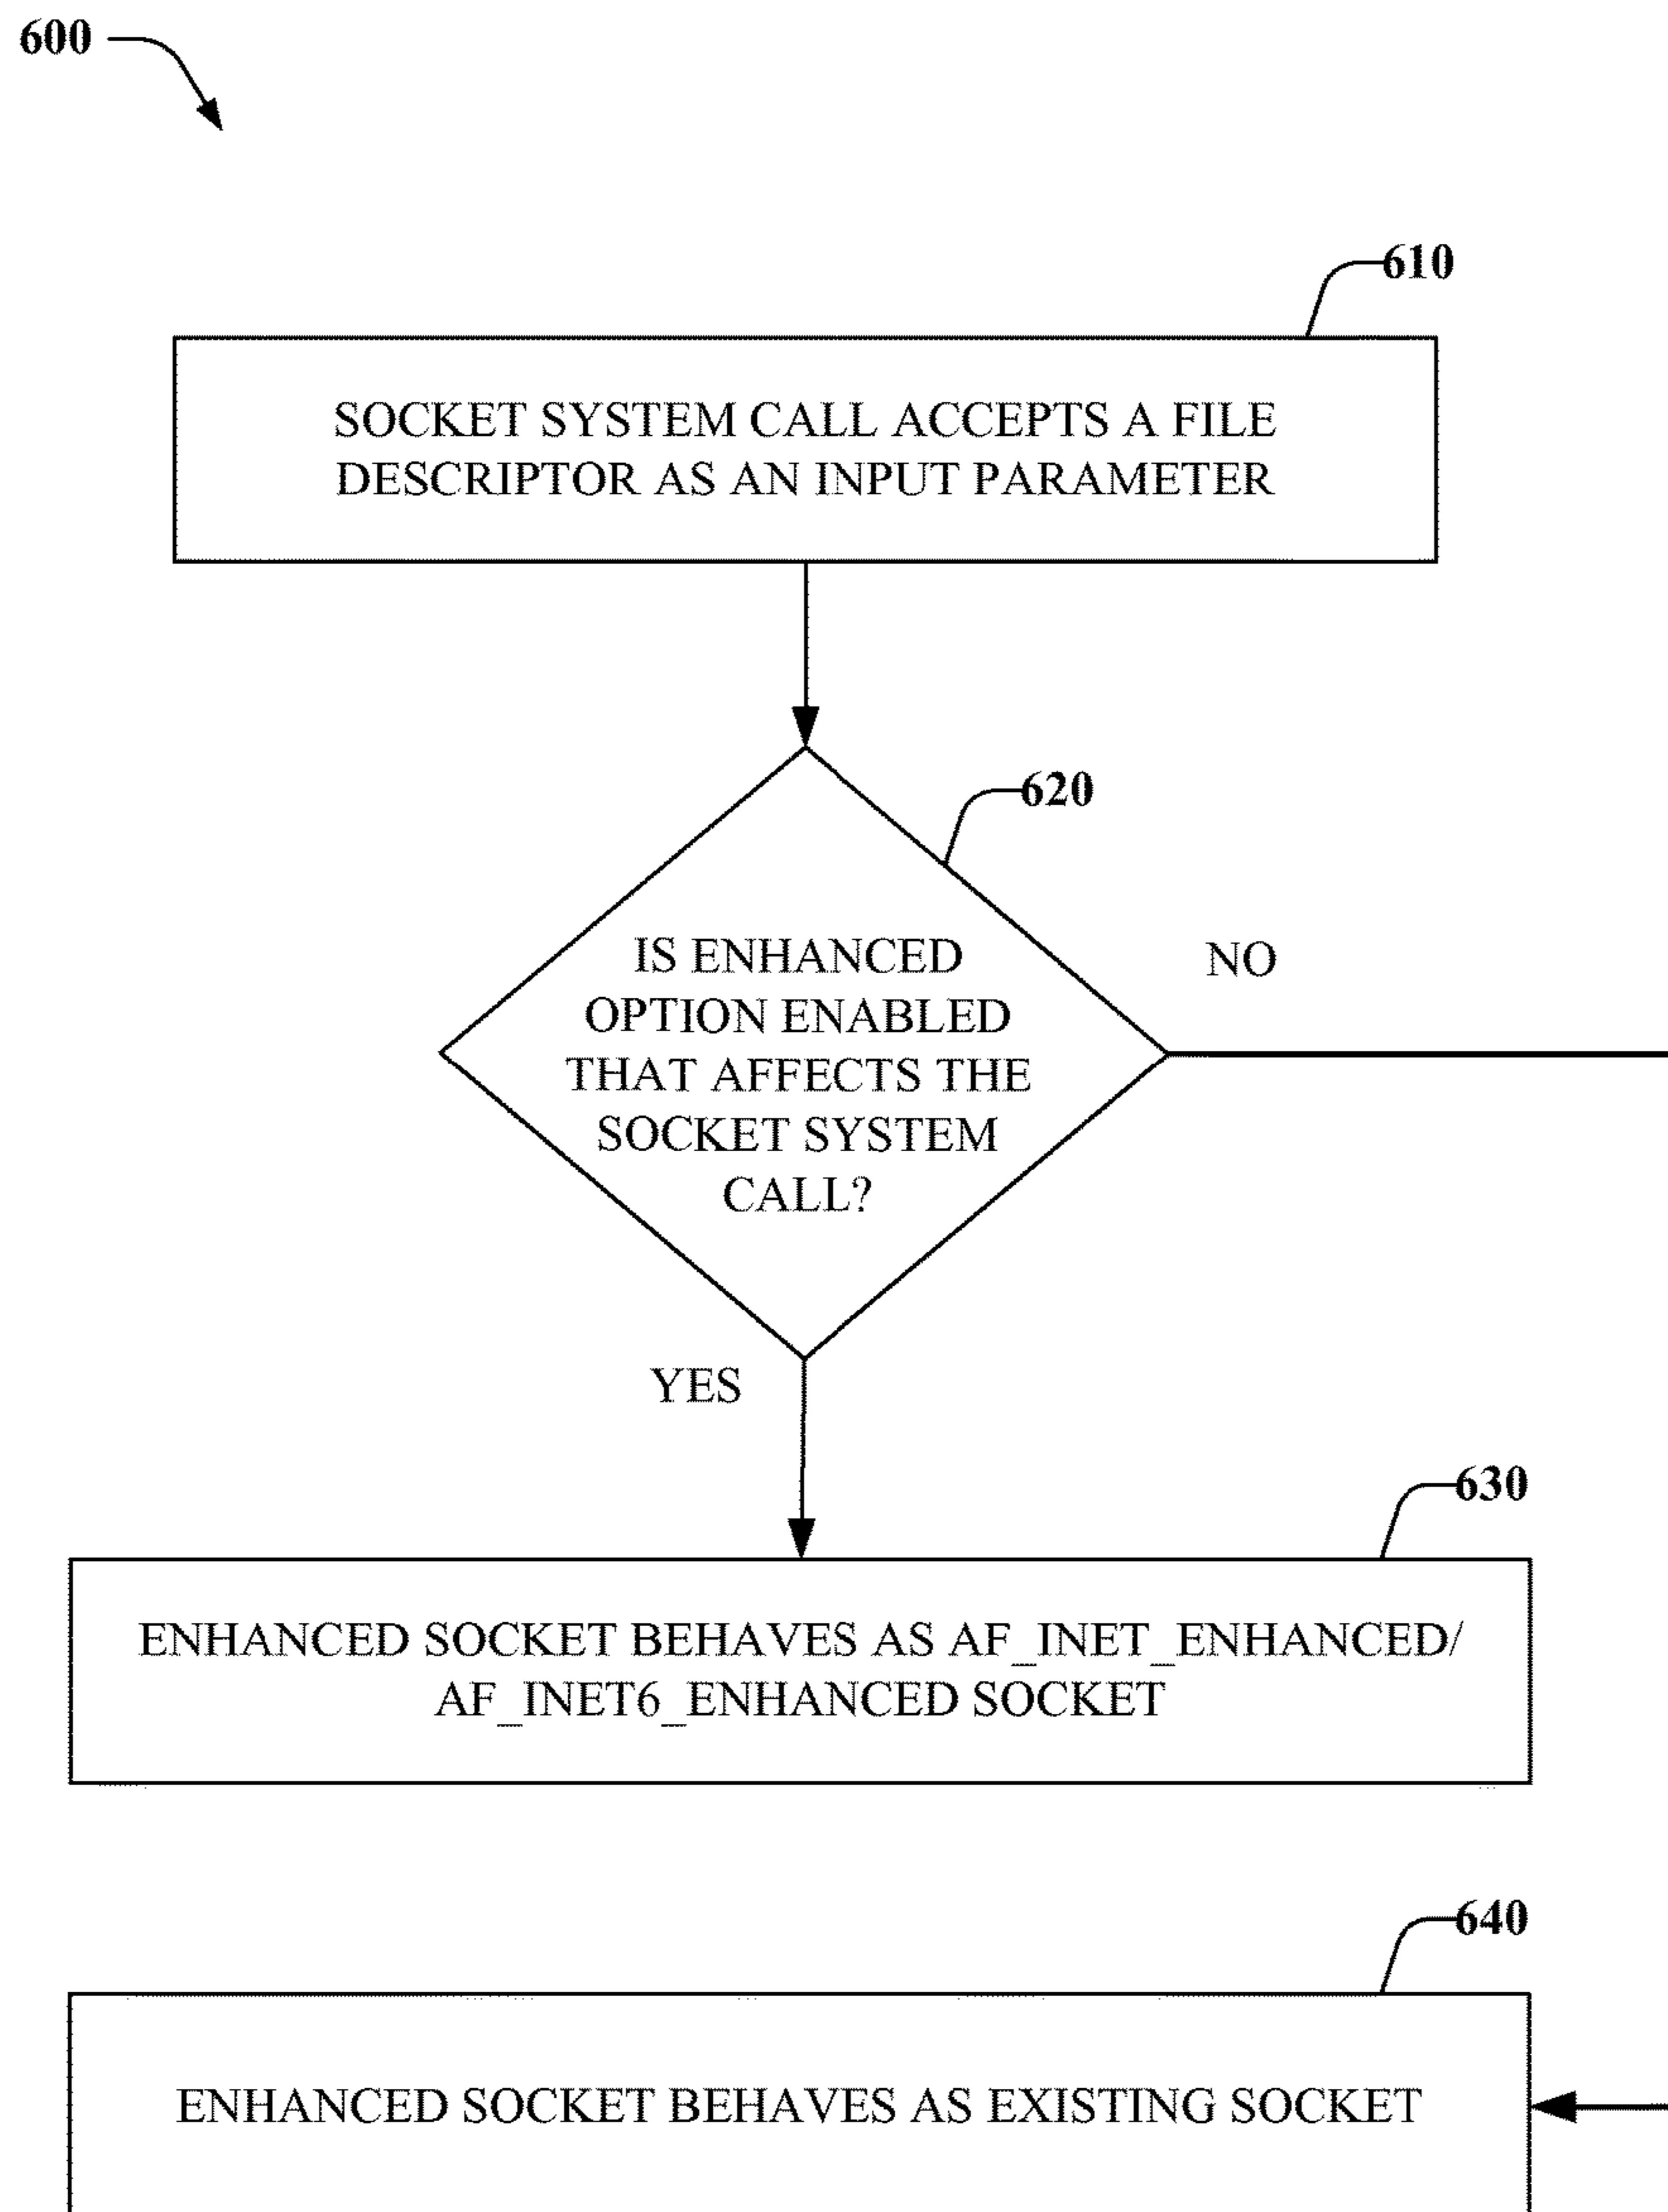 600
610
SOCKET SYSTEM CALL ACCEPTS A FILE
DESCRIPTOR AS AN INPUT PARAMETER
620
IS ENHANCED
OPTION ENABLED
THAT AFFECTS THE
SOCKET SYSTEM
CALL?
NO
YES
630
ENHANCED SOCKET BEHAVES AS AF_INET_ENHANCED/
AF_INET6_ENHANCED SOCKET
640
ENHANCED SOCKET BEHAVES AS EXISTING SOCKET